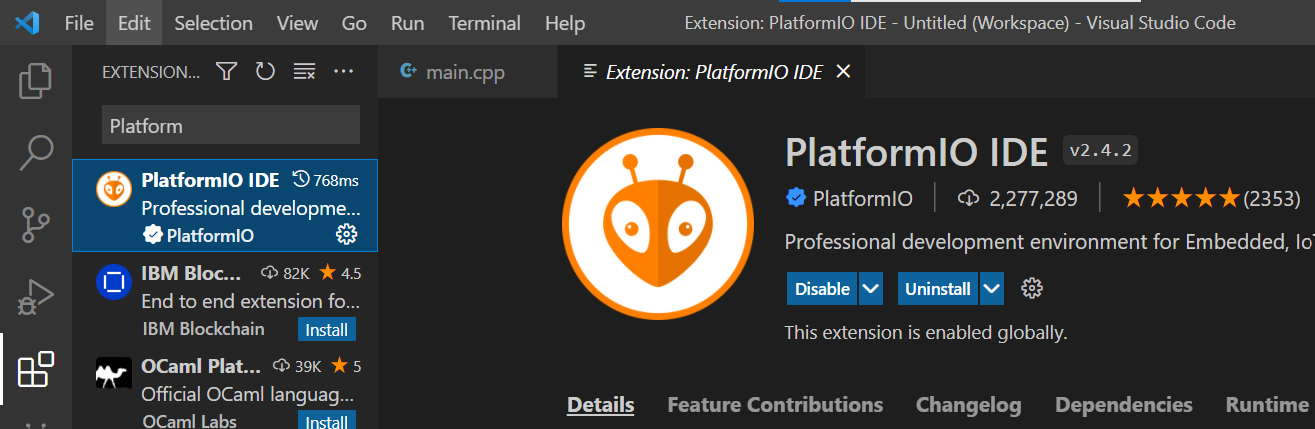 File Edit Selection View Go Run Terminal Help
Extension: PlatformIO IDE - Untitled (Workspace) - Visual Studio Code
EXTENSION...
Platform
PlatformIO IDE 768ms
Professional developme...
PlatformIO
IBM Bloc... 82K 4.5
End to end extension fo...
IBM Blockchain Install
OCaml Plat... 39K 5
Official OCaml languag...
OCaml Labs Install
main.cpp
Extension: PlatformIO IDE
PlatformIO IDE v2.4.2
PlatformIO 2,277,289 (2353)
Professional development environment for Embedded, IoT
Disable Uninstall
This extension is enabled globally.
Details Feature Contributions Changelog Dependencies Runtime